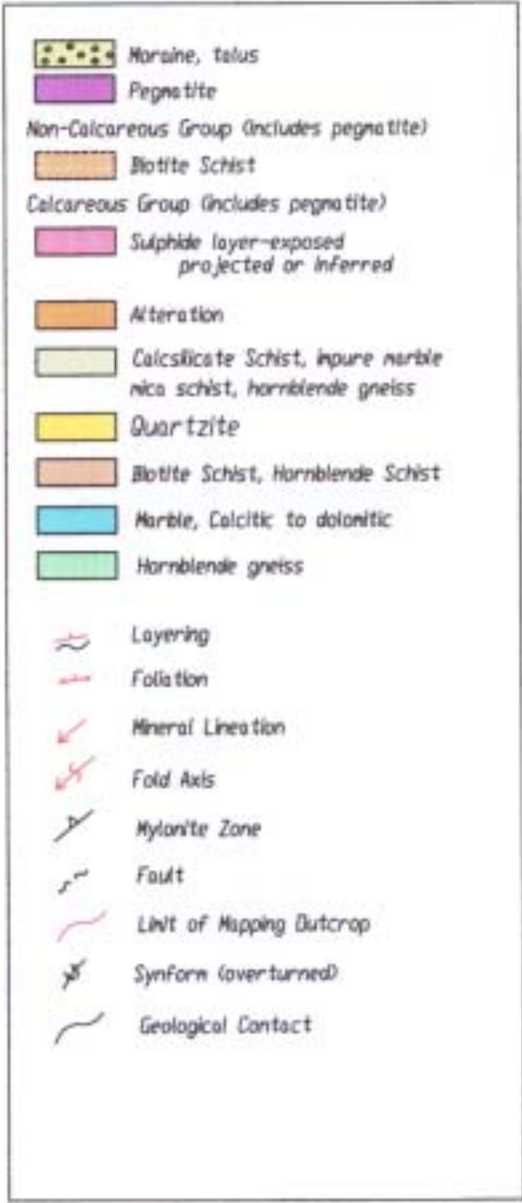 Moraine, talus
Pegmatite
Non-Calcareous Group (includes pegmatite)
Biotite Schist
Calcareous Group (includes pegmatite)
Sulphide layer-exposed
projected or inferred
Alteration
Calcsilicate Schist, impure marble
mica schist, hornblende gneiss
Quartzite
Biotite Schist, Hornblende Schist
Marble, Calcitic to dolomitic
Hornblende gneiss
Layering
Foliation
Mineral Lineation
Fold Axis
Mylonite Zone
Fault
Limit of Mapping Outcrop
Synform (overturned)
Geological Contact